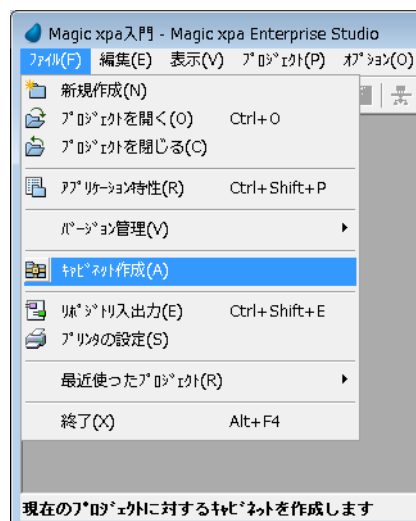 Magic xpa入門 - Magic xpa Enterprise Studio
ﾌｧｲﾙ(F) 編集(E) 表示(V) ﾌﾟﾛｼﾞｪｸﾄ(P) ｵﾌﾟｼｮﾝ(O)
新規作成(N)
ﾌﾟﾛｼﾞｪｸﾄを開く(O) Ctrl+O
ﾌﾟﾛｼﾞｪｸﾄを閉じる(C)
ｱﾌﾟﾘｹｰｼｮﾝ特性(R) Ctrl+Shift+P
ﾊﾞｰｼﾞｮﾝ管理(V)
ｷｬﾋﾞﾈｯﾄ作成(A)
ﾘﾎﾟｼﾞﾄﾘ入出力(E) Ctrl+Shift+E
ﾌﾟﾘﾝﾀの設定(S)
最近使ったﾌﾟﾛｼﾞｪｸﾄ(R)
終了(X) Alt+F4
現在のﾌﾟﾛｼﾞｪｸﾄに対するｷｬﾋﾞﾈｯﾄを作成します